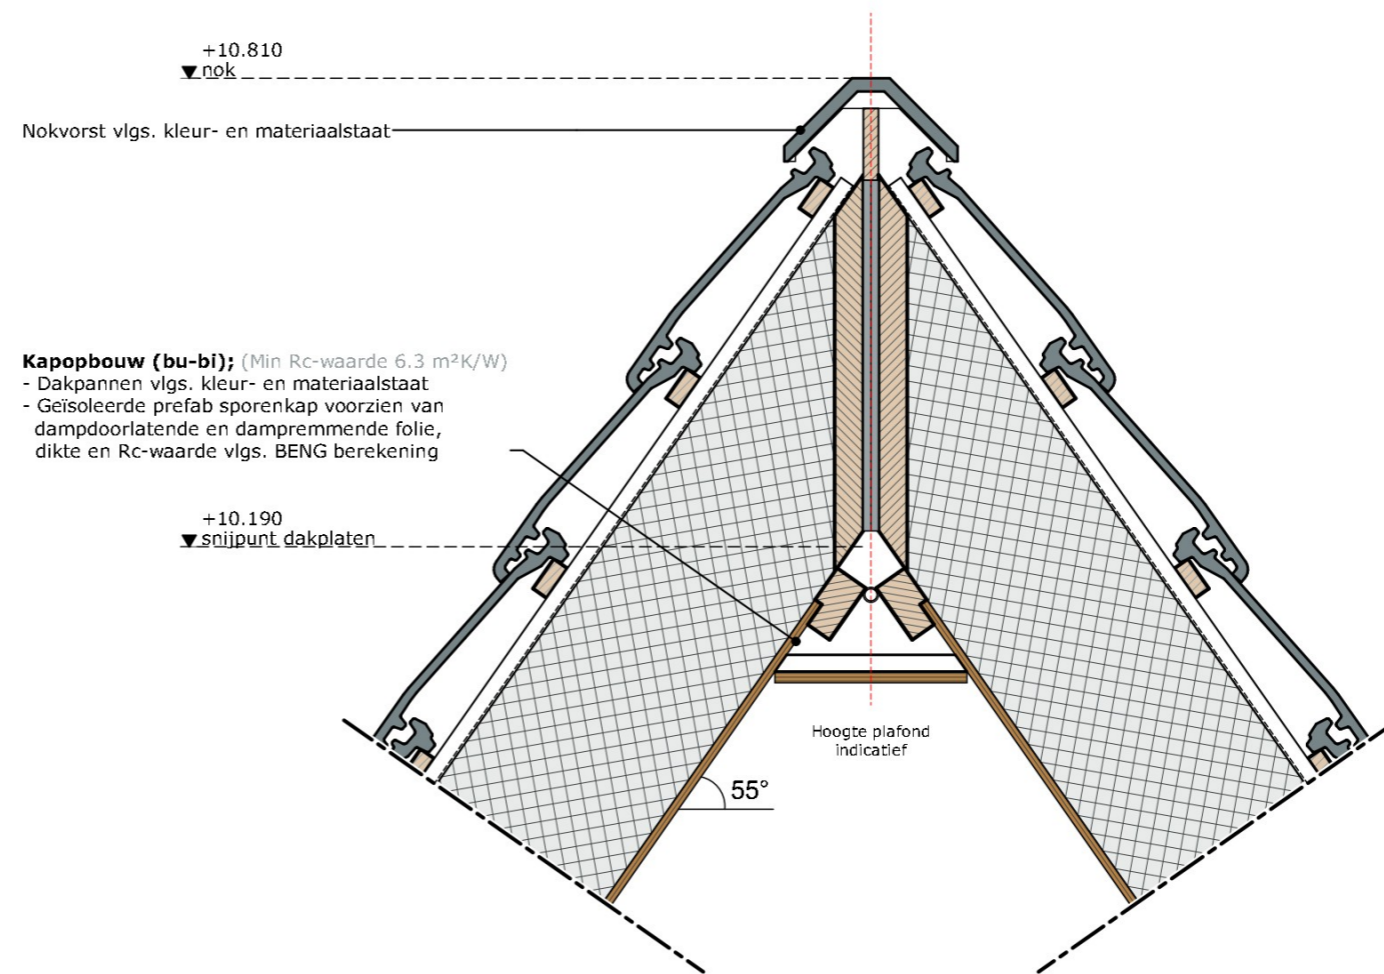 +10.810
nok
Nokvorst vlgs. kleur- en materiaalstaat
Kapopbouw (bu-bi); (Min Rc-waarde 6.3 m²K/W)
- Dakpannen vlgs. kleur- en materiaalstaat
- Geïsoleerde prefab sporenkap voorzien van
dampdoorlatende en dampremmende folie,
dikte en Rc-waarde vlgs. BENG berekening
+10.190
snijpunt dakplaten
Hoogte plafond
indicatief
55°